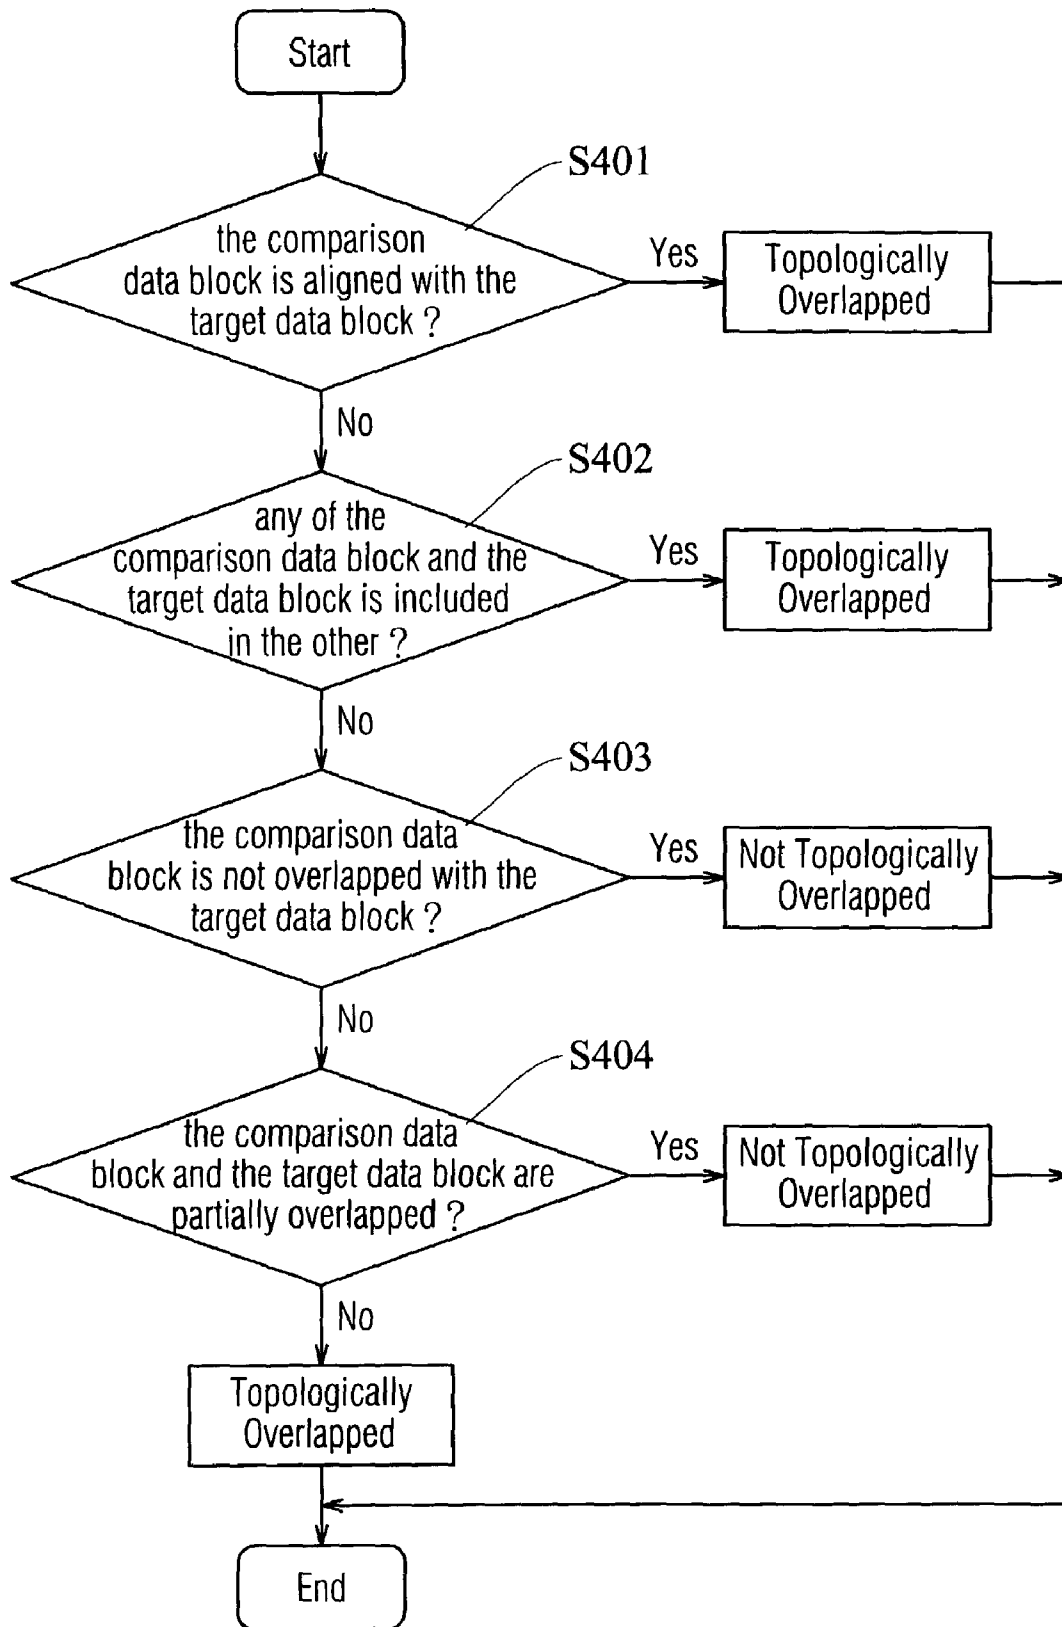 Start
S401
the comparison
data block is aligned with the
target data block ?
Yes
Topologically
Overlapped
No
S402
any of the
comparison data block and the
target data block is included
in the other ?
Yes
Topologically
Overlapped
No
S403
the comparison data
block is not overlapped with the
target data block ?
Yes
Not Topologically
Overlapped
No
S404
the comparison data
block and the target data block are
partially overlapped ?
Yes
Not Topologically
Overlapped
No
Topologically
Overlapped
End